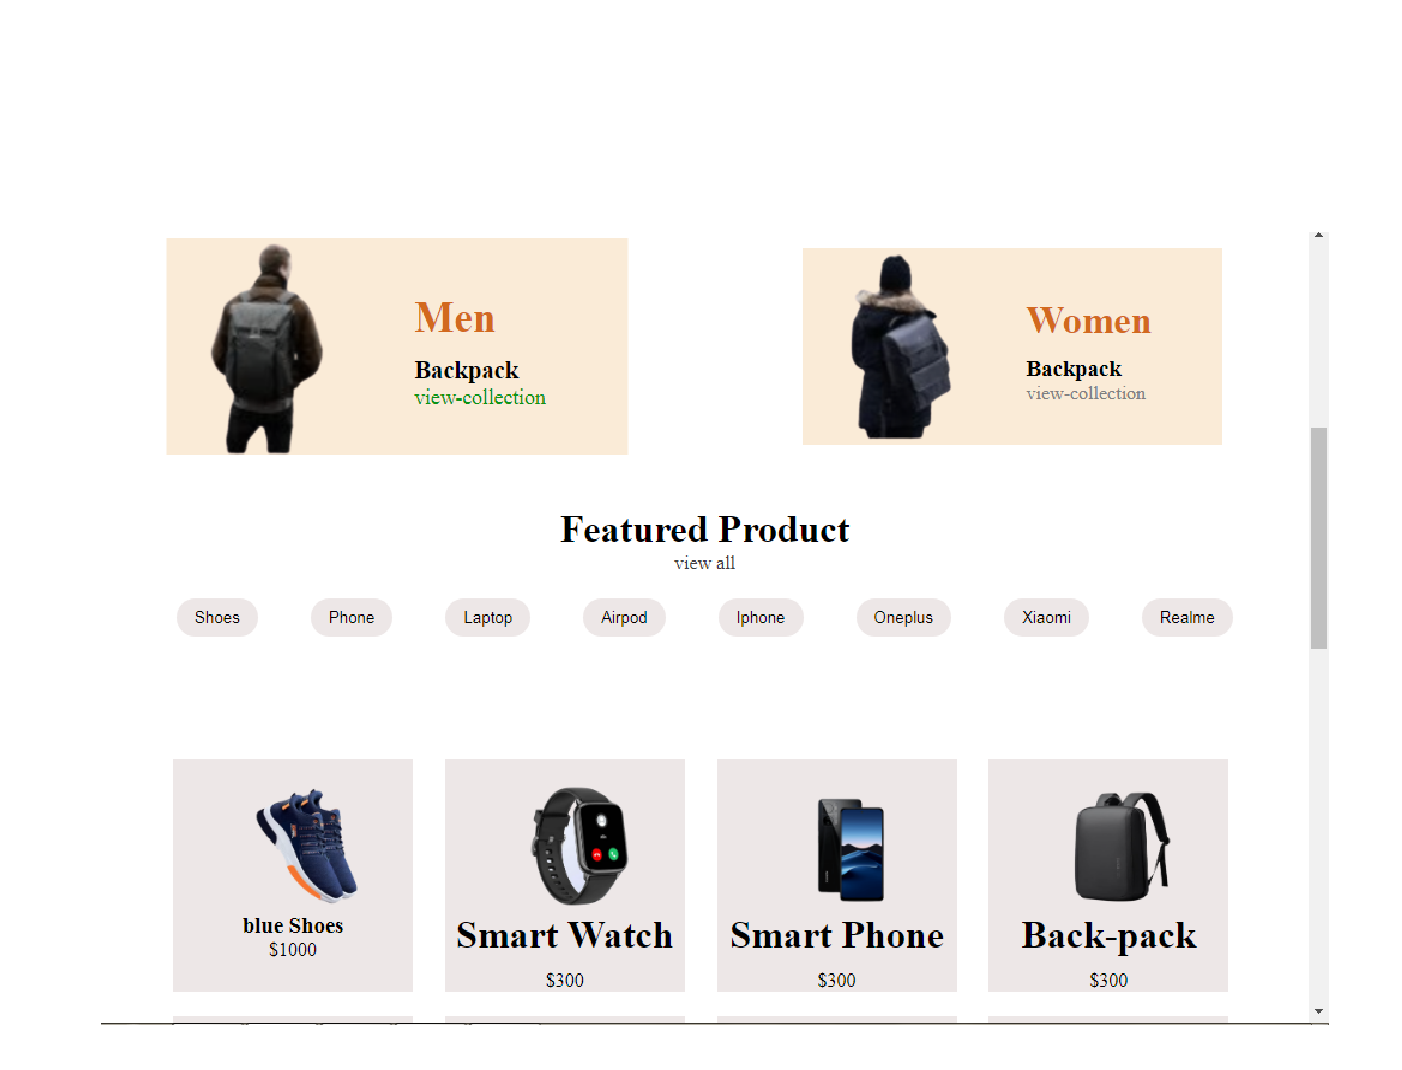 Men
Backpack
view-collection
Women
Backpack
view-collection
Featured Product
view all
Shoes
Phone
Laptop
Airpod
Iphone
Oneplus
Xiaomi
Realme
blue Shoes
$1000
Smart Watch
$300
Smart Phone
$300
Back-pack
$300